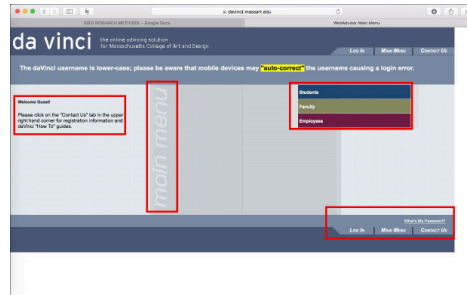 davinci.massart.edu
0000 RESEARCH METHODS - Google Docs
WebAdvisor Main Menu
da vinci
the online advising solution
for Massachusetts College of Art and Design
LOG IN MAIN MENU CONTACT US
The daVinci username is lower-case; please be aware that mobile devices may "auto-correct" the username causing a login error.
Welcome Guest!
Please click on the "Contact Us" tab in the upper
right hand corner for registration information and
daVinci "How To" guides.
main menu
Students
Faculty
Employees
What's My Password?
LOG IN MAIN MENU CONTACT US